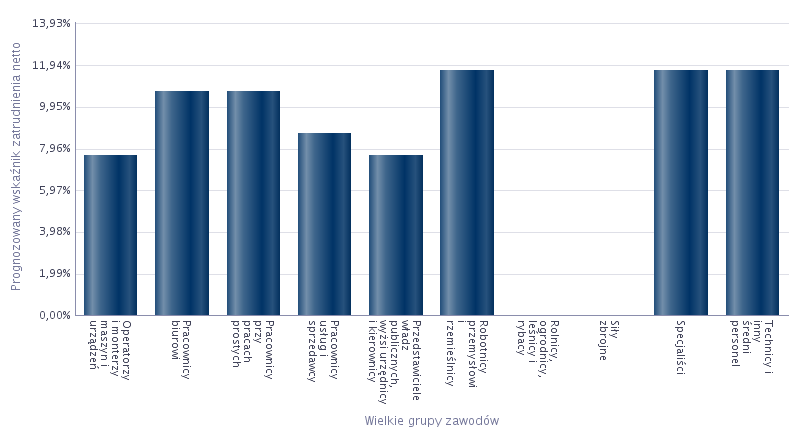 13,93%
11,94%
9,95%
7,96%
5,97%
3,98%
1,99%
0,00%
Prognozowany wskaźnik zatrudnienia netto
Operatorzy
i monterzy
maszyn i
urządzeń
Pracownicy
biurowi
Pracownicy
przy
pracach
prostych
Pracownicy
usług i
sprzedawcy
Przedstawiciele
władz
publicznych,
wyżsi urzędnicy
i kierownicy
Robotnicy
przemysłowi
i
rzemieślnicy
Rolnicy,
ogrodnicy,
leśnicy i
rybacy
Siły
zbrojne
Specjaliści
Technicy i
inny
średni
personel
Wielkie grupy zawodów